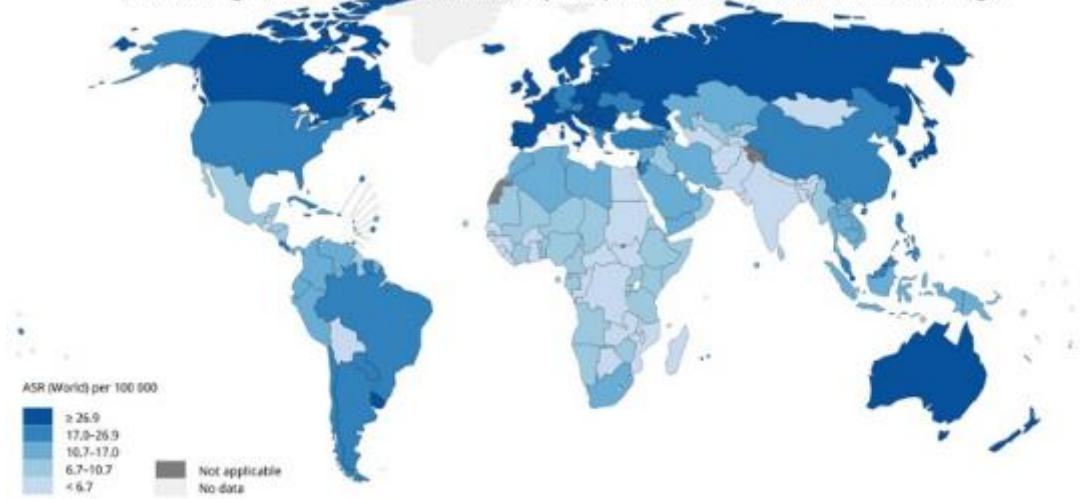 ASR (World) per 100 000
≥ 26.9
17.0–26.9
10.7–17.0
6.7–10.7
< 6.7
Not applicable
No data